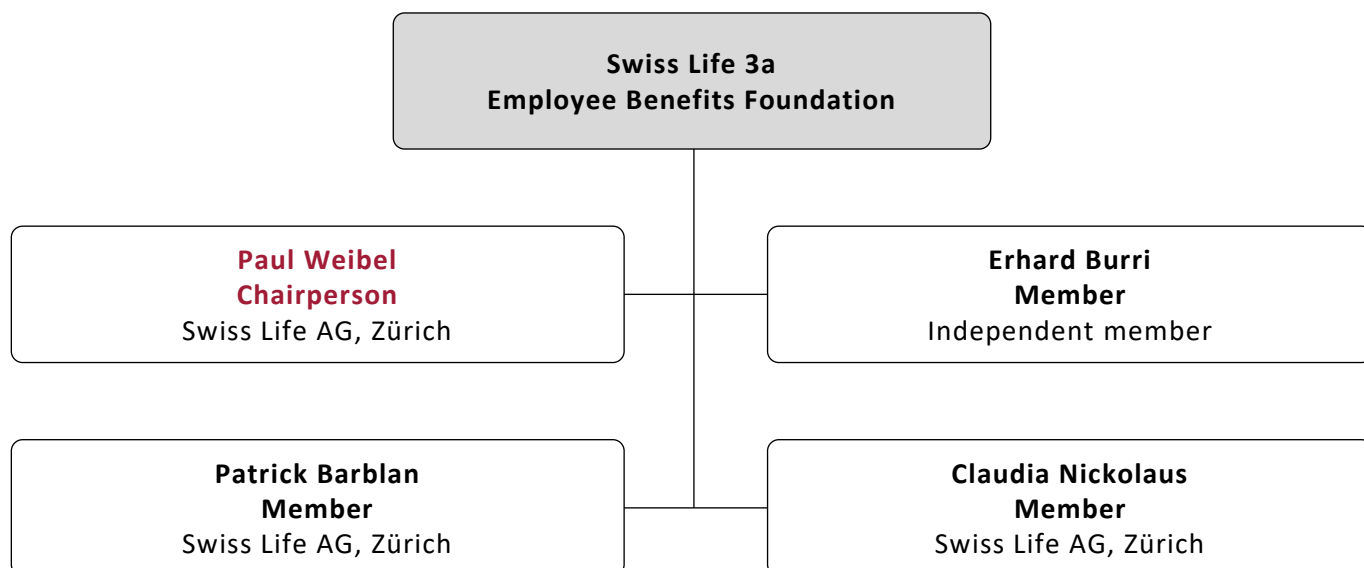 Swiss Life 3a
Employee Benefits Foundation
Paul Weibel
Chairperson
Swiss Life AG, Zürich
Erhard Burri
Member
Independent member
Patrick Barblan
Member
Swiss Life AG, Zürich
Claudia Nickolaus
Member
Swiss Life AG, Zürich